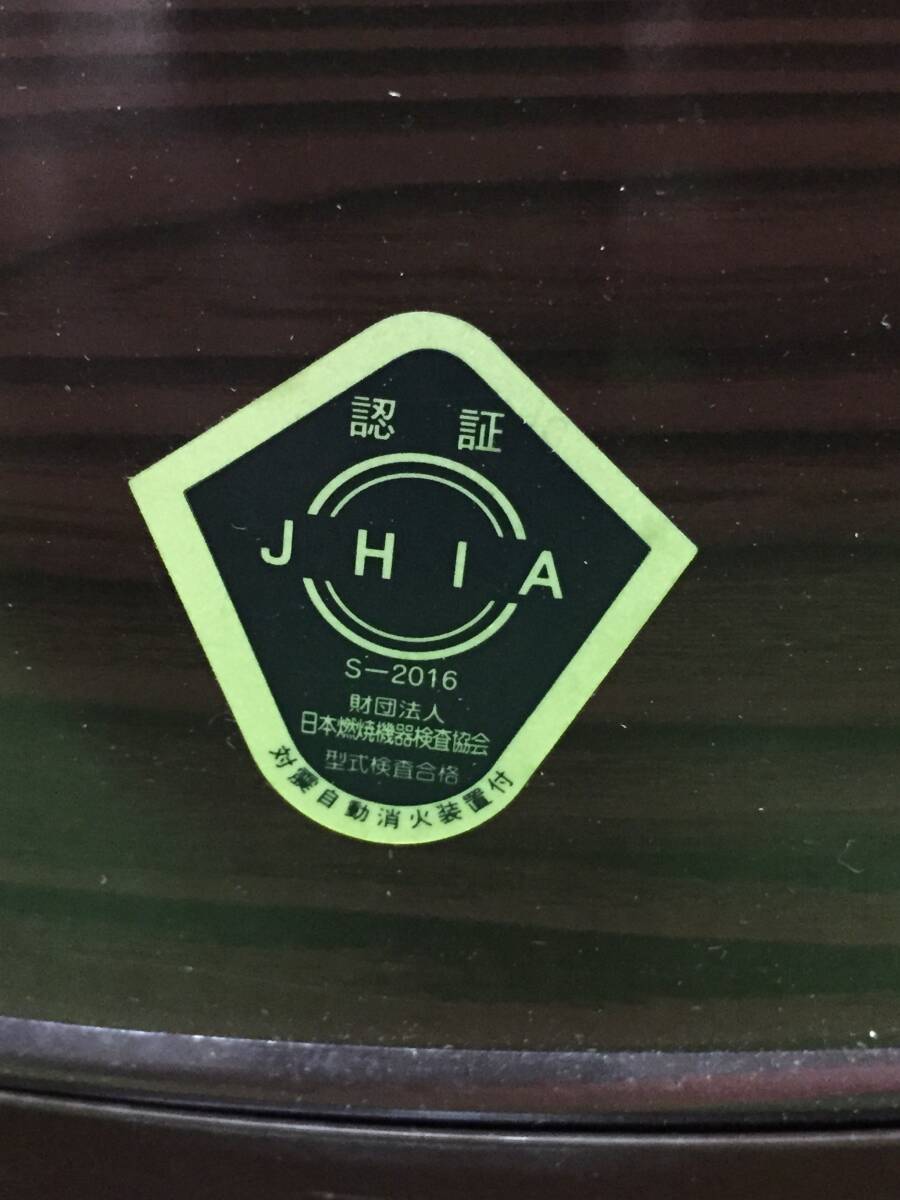 認 証
JHIA
S-2016
財団法人
日本燃焼機器検査協会
型式検査合格
対震自動消火装置付